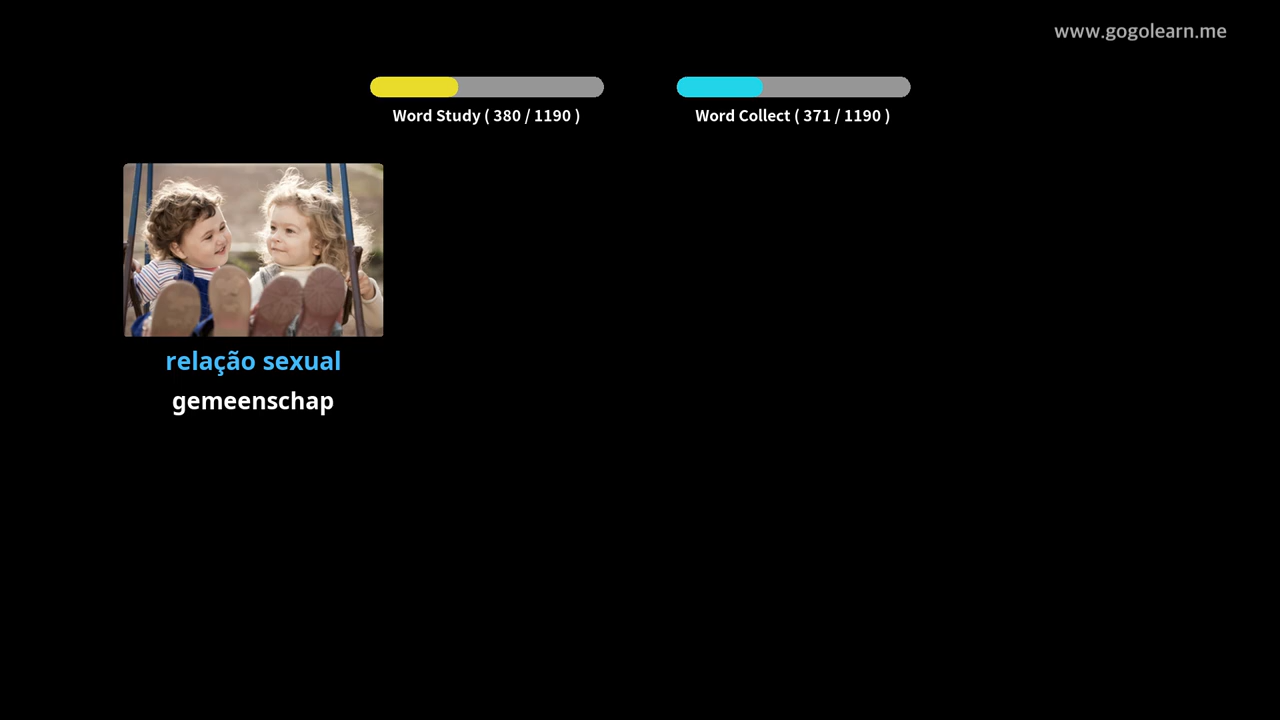 www.gogolearn.me
Word Study ( 380 / 1190 )
Word Collect ( 371 / 1190 )
relação sexual
gemeenschap